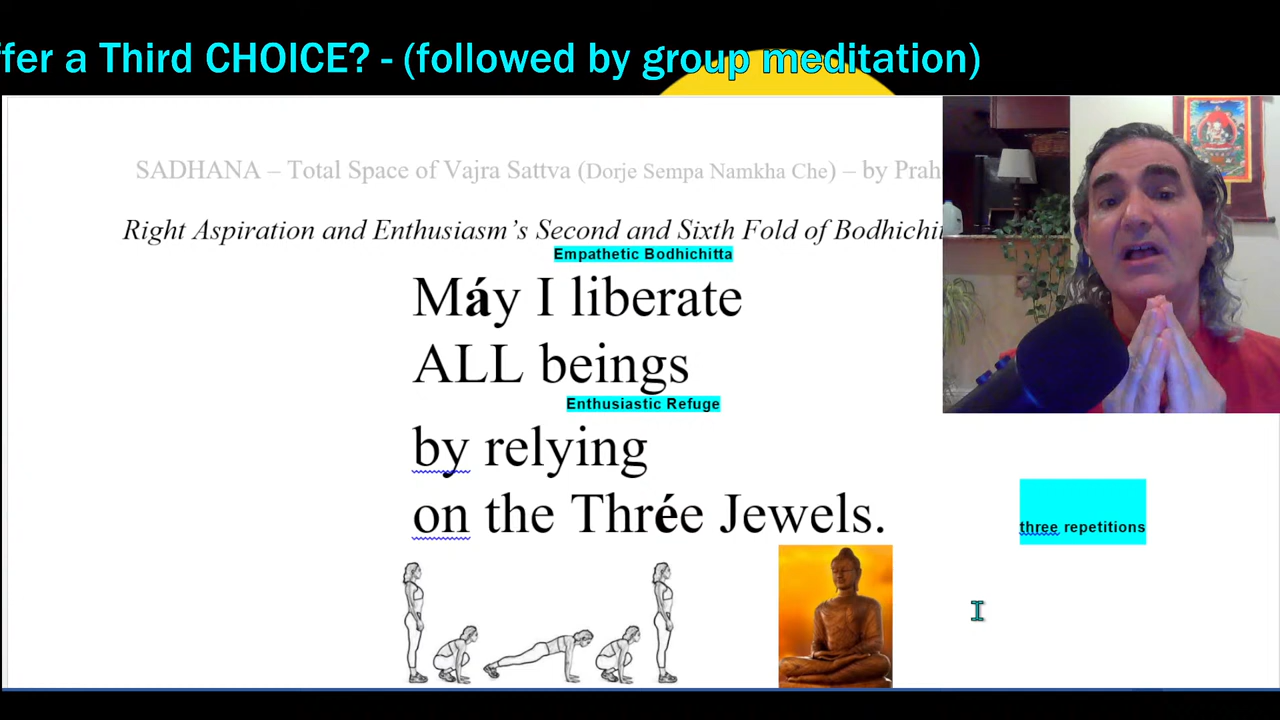 ffer a Third CHOICE? - (followed by group meditation)
SADHANA – Total Space of Vajra Sattva (Dorje Sempa Namkha Che) – by Prah
Right Aspiration and Enthusiasm’s Second and Sixth Fold of Bodhichi
Empathetic Bodhichitta
Máy I liberate
ALL beings
Enthusiastic Refuge
by relying
on the Thrée Jewels.
three repetitions